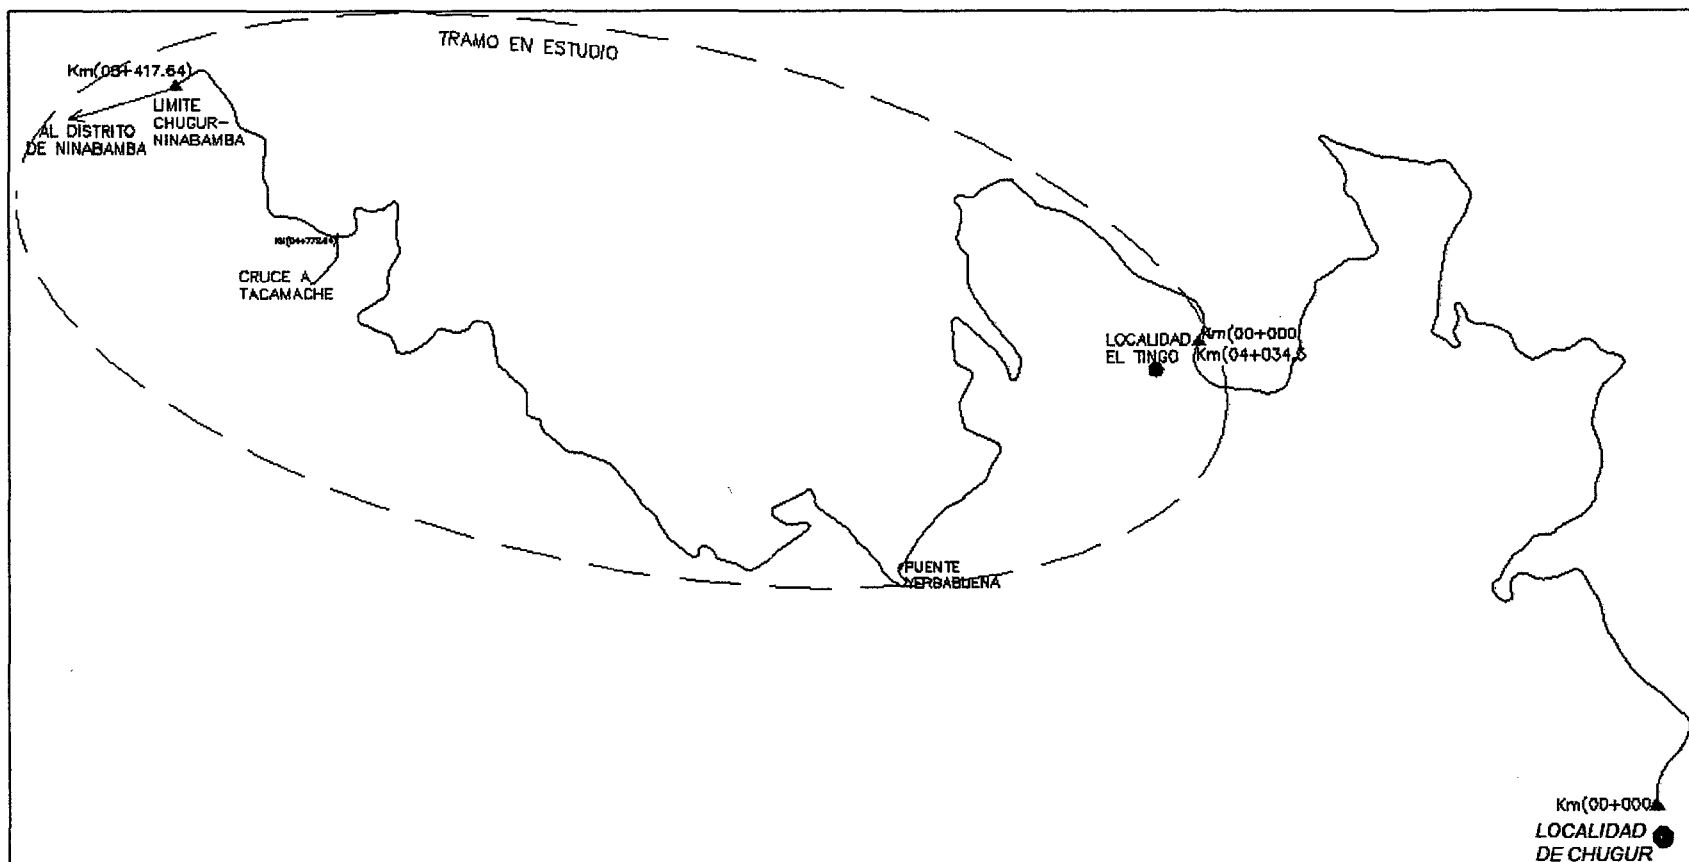 TRAMO EN ESTUDIO
Km(05+417.64)
LIMITE
CHUGUR-
NINABAMBA
AL DISTRITO
DE NINABAMBA
CRUCE A
TACAMACHE
LOCALIDAD
EL TINGO
Km(00+000
Km(04+034.6
PUENTE
YERBABUENA
Km(00+000
LOCALIDAD
DE CHUGUR